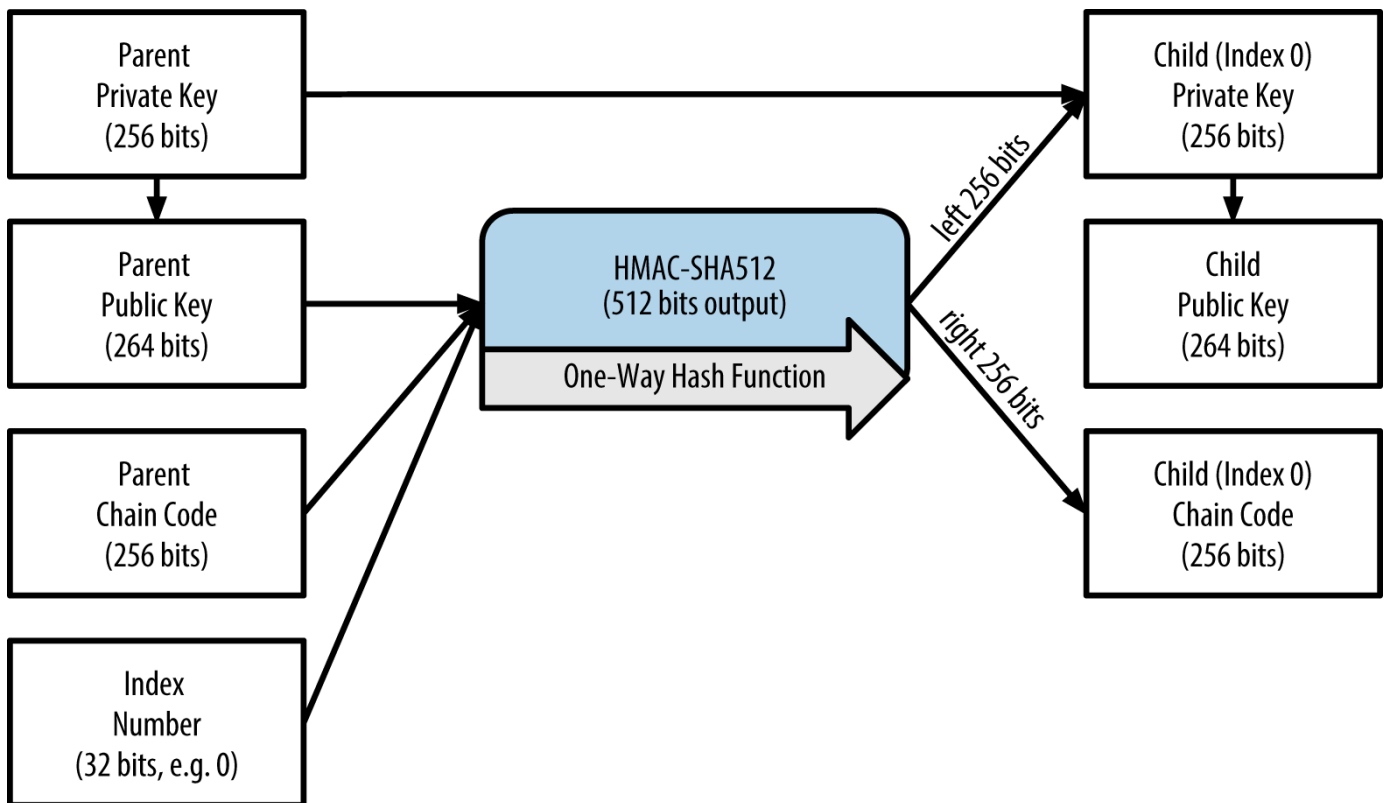 Parent
Private Key
(256 bits)
Parent
Public Key
(264 bits)
Parent
Chain Code
(256 bits)
Index
Number
(32 bits, e.g. 0)
HMAC-SHA512
(512 bits output)
One-Way Hash Function
left 256 bits
right 256 bits
Child (Index 0)
Private Key
(256 bits)
Child
Public Key
(264 bits)
Child (Index 0)
Chain Code
(256 bits)